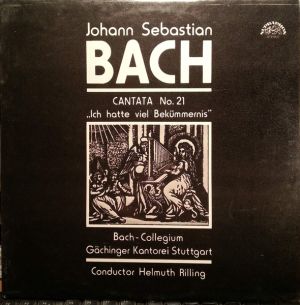 Johann Sebastian
BACH
CANTATA No. 21
„Ich hatte viel Bekümmernis"
Bach-Collegium
Gächinger Kantorei Stuttgart
Conductor Helmuth Rilling